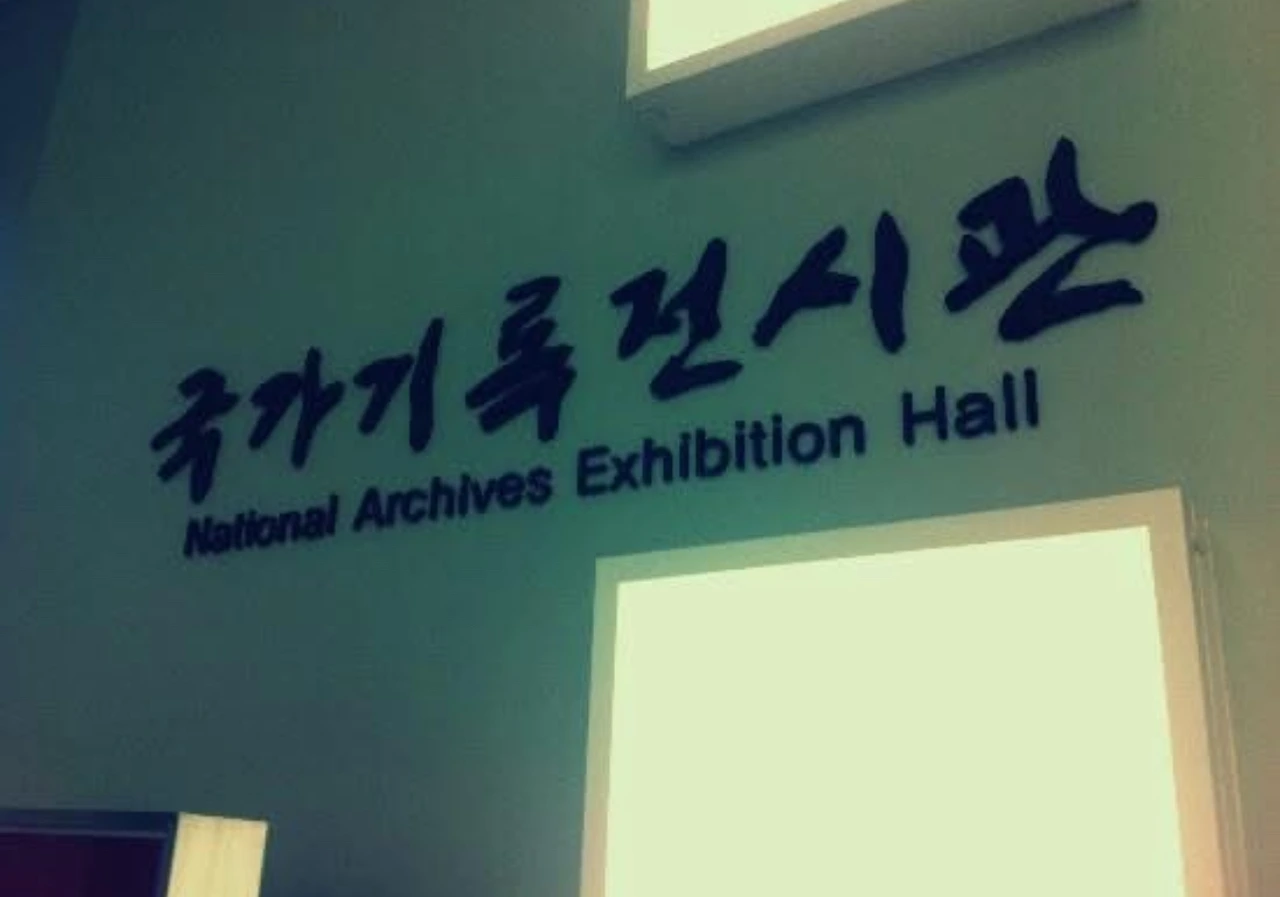 국가기록전시관
National Archives Exhibition Hall